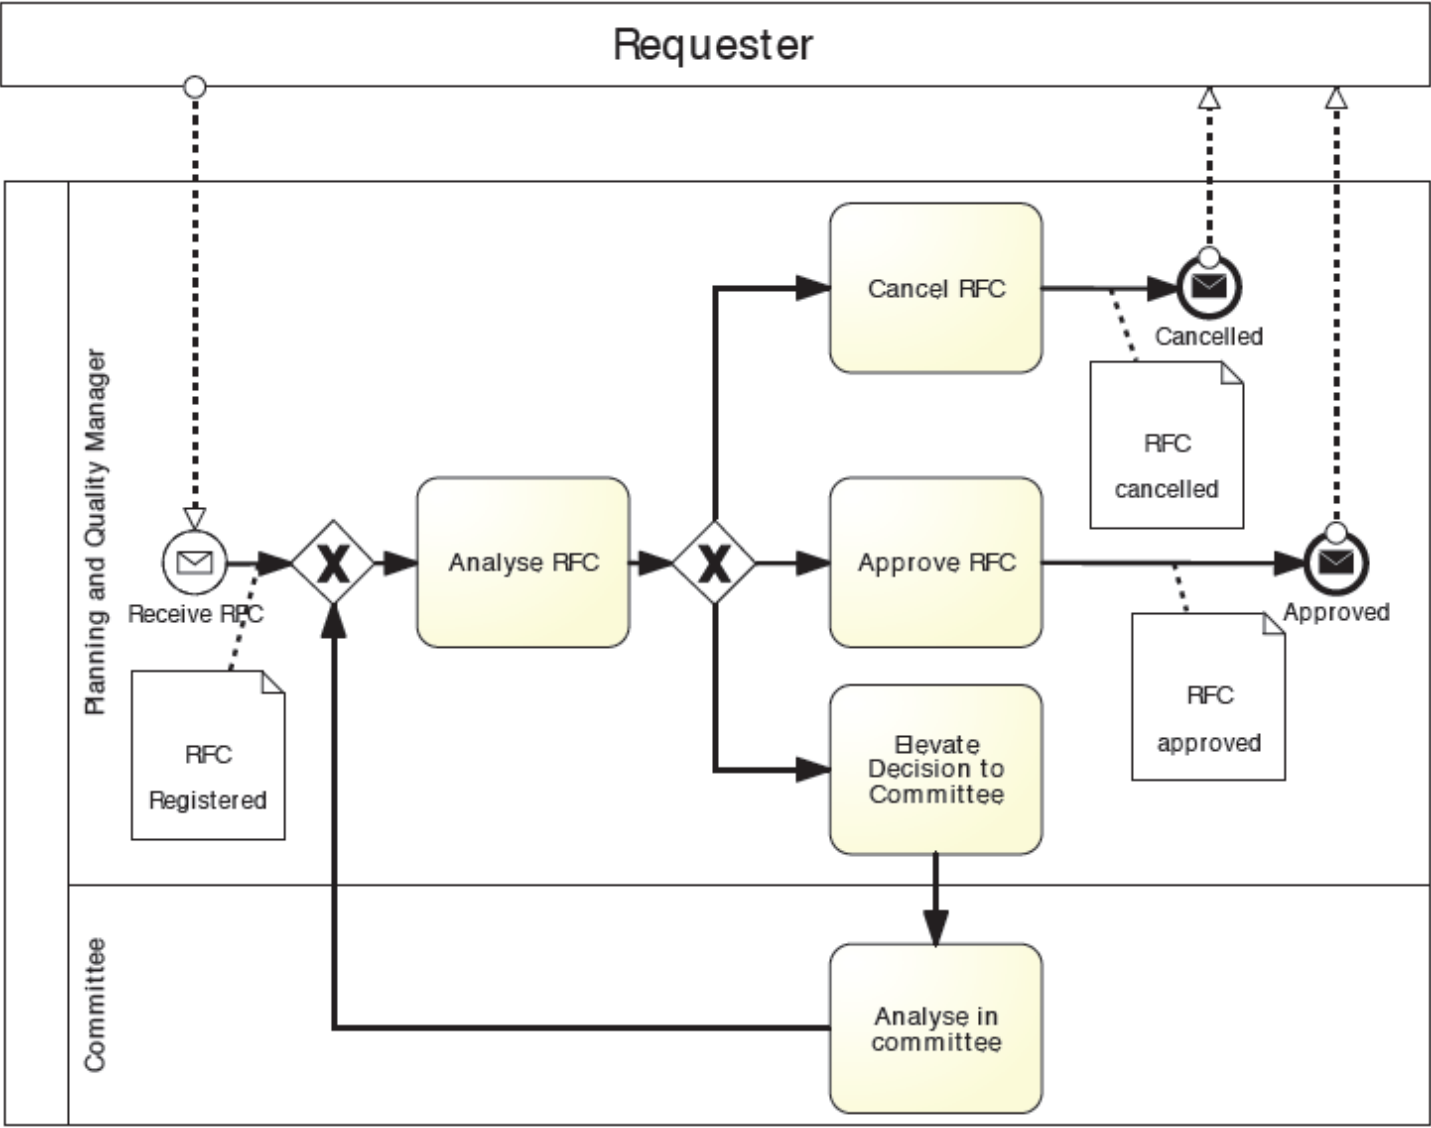 Requester
Planning and Quality Manager
Cancel RFC
Cancelled
RFC
cancelled
Receive RFC
Analyse RFC
Approve RFC
Approved
RFC
approved
RFC
Registered
Elevate
Decision to
Committee
Committee
Analyse in
committee